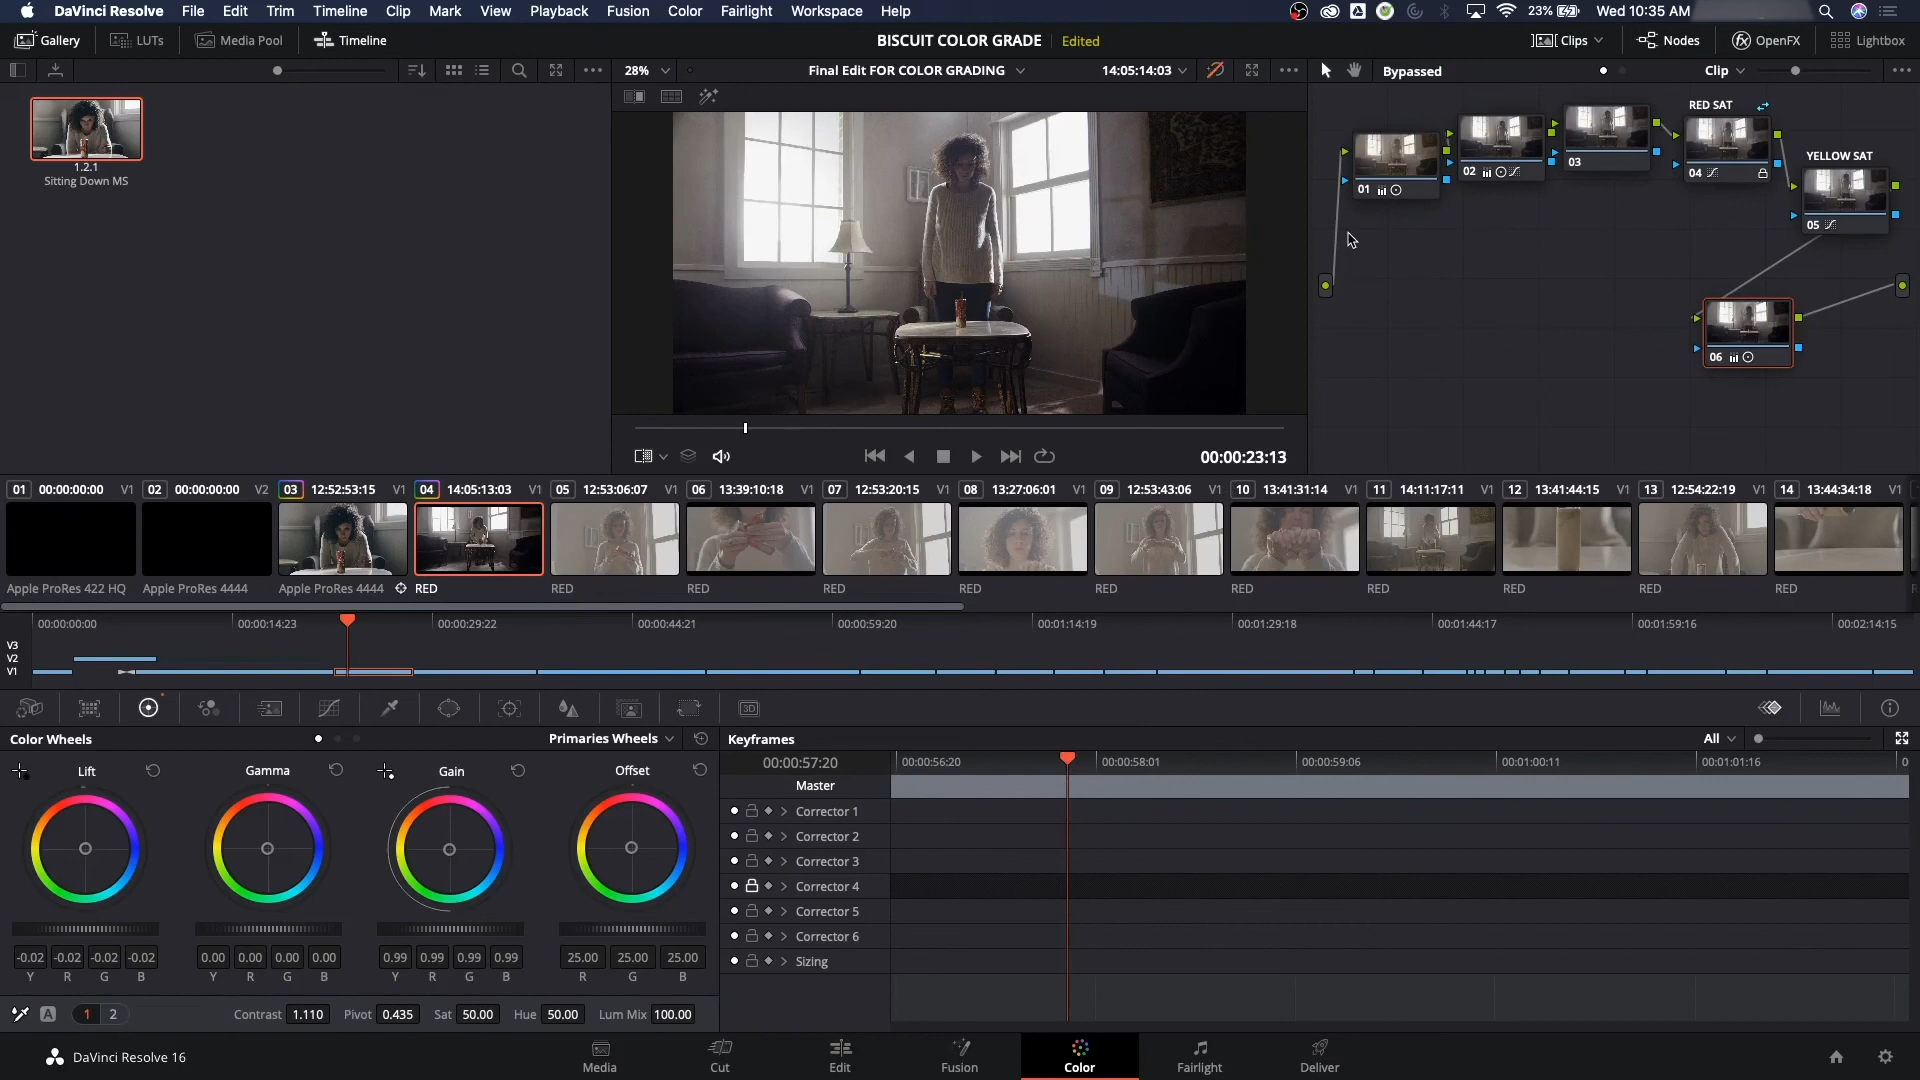 DaVinci Resolve File Edit Trim Timeline Clip Mark View Playback Fusion Color Fairlight Workspace Help 23% Wed 10:35 AM
Gallery LUTs Media Pool Timeline BISCUIT COLOR GRADE Edited Clips Nodes OpenFX Lightbox
28% Final Edit FOR COLOR GRADING 14:05:14:03 Bypassed Clip
1.2.1
Sitting Down MS
RED SAT
YELLOW SAT
01 02 03 04 05
06
00:00:23:13
01 00:00:00:00 V1 02 00:00:00:00 V2 03 12:52:53:15 V1 04 14:05:13:03 V1 05 12:53:06:07 V1 06 13:39:10:18 V1 07 12:53:20:15 V1 08 13:27:06:01 V1 09 12:53:43:06 V1 10 13:41:31:14 V1 11 14:11:17:11 V1 12 13:41:44:15 V1 13 12:54:22:19 V1 14 13:44:34:18 V1
Apple ProRes 422 HQ Apple ProRes 4444 Apple ProRes 4444 RED RED RED RED RED RED RED RED RED RED RED
00:00:00:00 00:00:14:23 00:00:29:22 00:00:44:21 00:00:59:20 00:01:14:19 00:01:29:18 00:01:44:17 00:01:59:16 00:02:14:15
V3
V2
V1
3D
Color Wheels Primaries Wheels Keyframes All
Lift Gamma Gain Offset
00:00:57:20 00:00:56:20 00:00:58:01 00:00:59:06 00:01:00:11 00:01:01:16 0
Master
Corrector 1
Corrector 2
Corrector 3
Corrector 4
Corrector 5
Corrector 6
Sizing
-0.02 -0.02 -0.02 -0.02 0.00 0.00 0.00 0.00 0.99 0.99 0.99 0.99 25.00 25.00 25.00
Y R G B Y R G B Y R G B R G B
A 1 2 Contrast 1.110 Pivot 0.435 Sat 50.00 Hue 50.00 Lum Mix 100.00
DaVinci Resolve 16 Media Cut Edit Fusion Color Fairlight Deliver